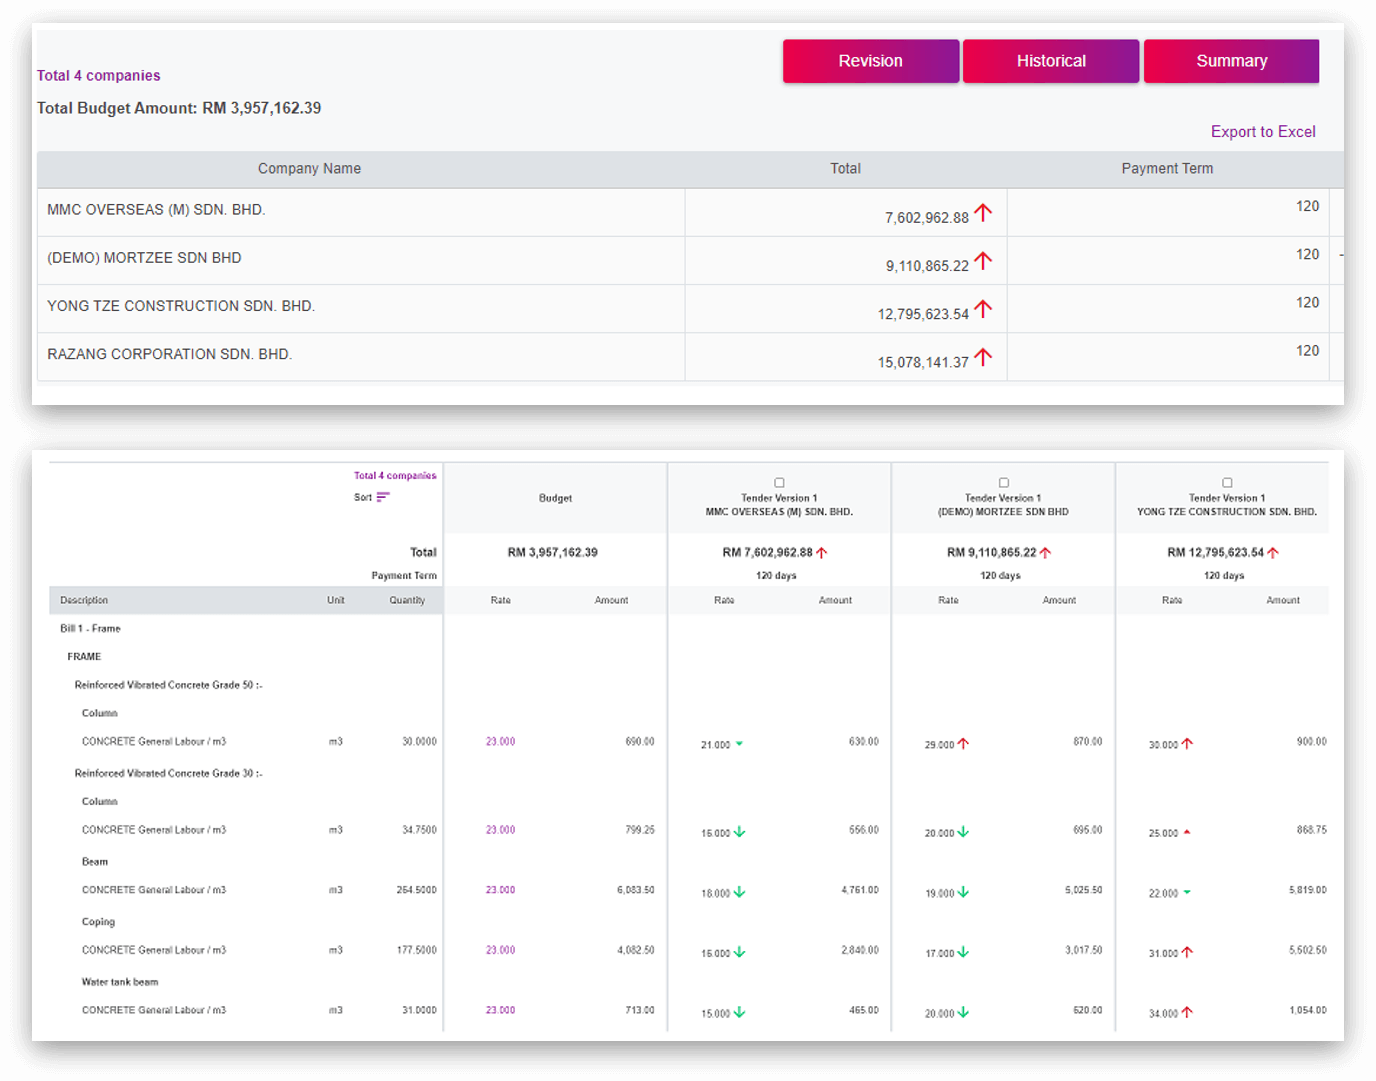 Revision Historical Summary
Total 4 companies
Total Budget Amount: RM 3,957,162.39
Export to Excel
Company Name Total Payment Term
MMC OVERSEAS (M) SDN. BHD. 7,602,962.88 120
(DEMO) MORTZEE SDN BHD 9,110,865.22 120 -
YONG TZE CONSTRUCTION SDN. BHD. 12,795,623.54 120
RAZANG CORPORATION SDN. BHD. 15,078,141.37 120
Total 4 companies
Sort Budget Tender Version 1 Tender Version 1 Tender Version 1
MMC OVERSEAS (M) SDN. BHD. (DEMO) MORTZEE SDN BHD YONG TZE CONSTRUCTION SDN. BHD.
Total RM 3,957,162.39 RM 7,602,962.88 RM 9,110,865.22 RM 12,795,623.54
Payment Term 120 days 120 days 120 days
Description Unit Quantity Rate Amount Rate Amount Rate Amount Rate Amount
Bill 1 - Frame
FRAME
Reinforced Vibrated Concrete Grade 50 :-
Column
CONCRETE General Labour / m3 m3 30.0000 23.000 690.00 21.000 630.00 29.000 870.00 30.000 900.00
Reinforced Vibrated Concrete Grade 30 :-
Column
CONCRETE General Labour / m3 m3 34.7500 23.000 799.25 16.000 556.00 20.000 695.00 25.000 868.75
Beam
CONCRETE General Labour / m3 m3 264.5000 23.000 6,083.50 18.000 4,761.00 19.000 5,025.50 22.000 5,819.00
Coping
CONCRETE General Labour / m3 m3 177.5000 23.000 4,082.50 16.000 2,840.00 17.000 3,017.50 31.000 5,502.50
Water tank beam
CONCRETE General Labour / m3 m3 31.0000 23.000 713.00 15.000 465.00 20.000 620.00 34.000 1,054.00